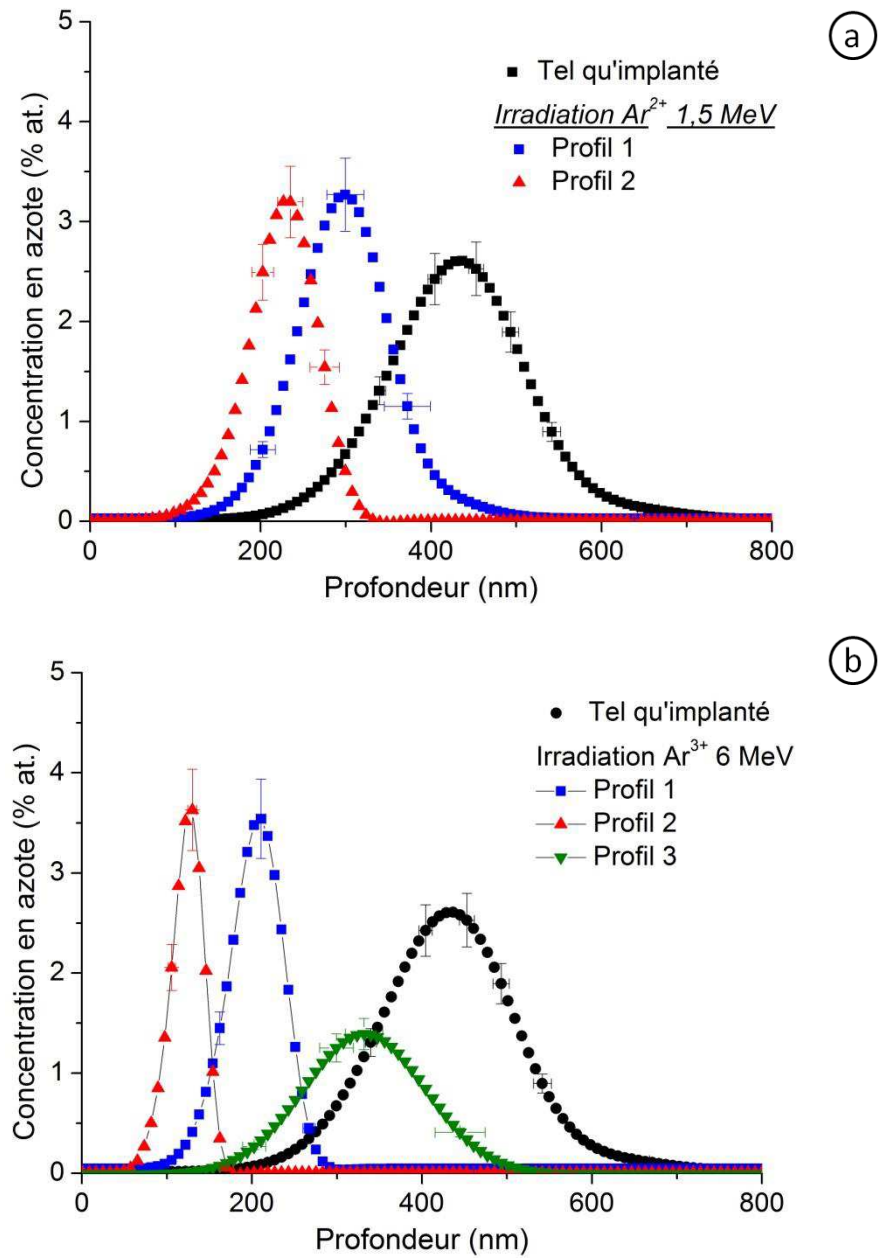 a
5
4
3
2
1
0
Concentration en azote (% at.)
Tel qu'implanté
Irradiation Ar2+ 1,5 MeV
Profil 1
Profil 2
0 200 400 600 800
Profondeur (nm)
b
5
4
3
2
1
0
Concentration en azote (% at.)
Tel qu'implanté
Irradiation Ar3+ 6 MeV
Profil 1
Profil 2
Profil 3
0 200 400 600 800
Profondeur (nm)